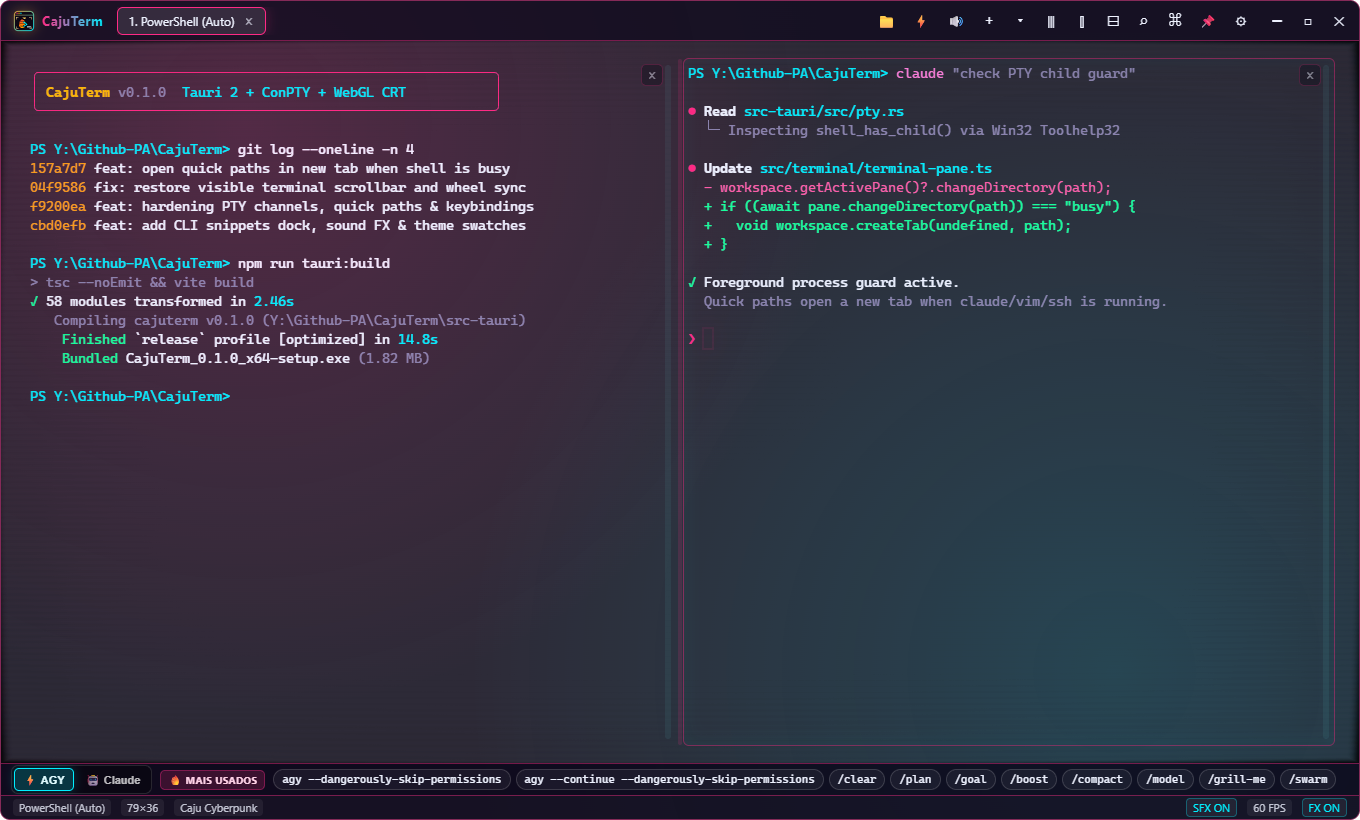 CajuTerm
1. PowerShell (Auto) ×
CajuTerm v0.1.0 Tauri 2 + ConPTY + WebGL CRT
PS Y:\Github-PA\CajuTerm> git log --oneline -n 4
157a7d7 feat: open quick paths in new tab when shell is busy
04f9586 fix: restore visible terminal scrollbar and wheel sync
f9200ea feat: hardening PTY channels, quick paths & keybindings
cbd0efb feat: add CLI snippets dock, sound FX & theme swatches
PS Y:\Github-PA\CajuTerm> npm run tauri:build
> tsc --noEmit && vite build
✓ 58 modules transformed in 2.46s
Compiling cajuterm v0.1.0 (Y:\Github-PA\CajuTerm\src-tauri)
Finished `release` profile [optimized] in 14.8s
Bundled CajuTerm_0.1.0_x64-setup.exe (1.82 MB)
PS Y:\Github-PA\CajuTerm>
PS Y:\Github-PA\CajuTerm> claude "check PTY child guard"
● Read src-tauri/src/pty.rs
└─ Inspecting shell_has_child() via Win32 Toolhelp32
● Update src/terminal/terminal-pane.ts
- workspace.getActivePane()?.changeDirectory(path);
+ if ((await pane.changeDirectory(path)) === "busy") {
+   void workspace.createTab(undefined, path);
+ }
✓ Foreground process guard active.
Quick paths open a new tab when claude/vim/ssh is running.
❯
AGY
Claude
MAIS USADOS
agy --dangerously-skip-permissions
agy --continue --dangerously-skip-permissions
/clear
/plan
/goal
/boost
/compact
/model
/grill-me
/swarm
PowerShell (Auto)
79×36
Caju Cyberpunk
SFX ON
60 FPS
FX ON